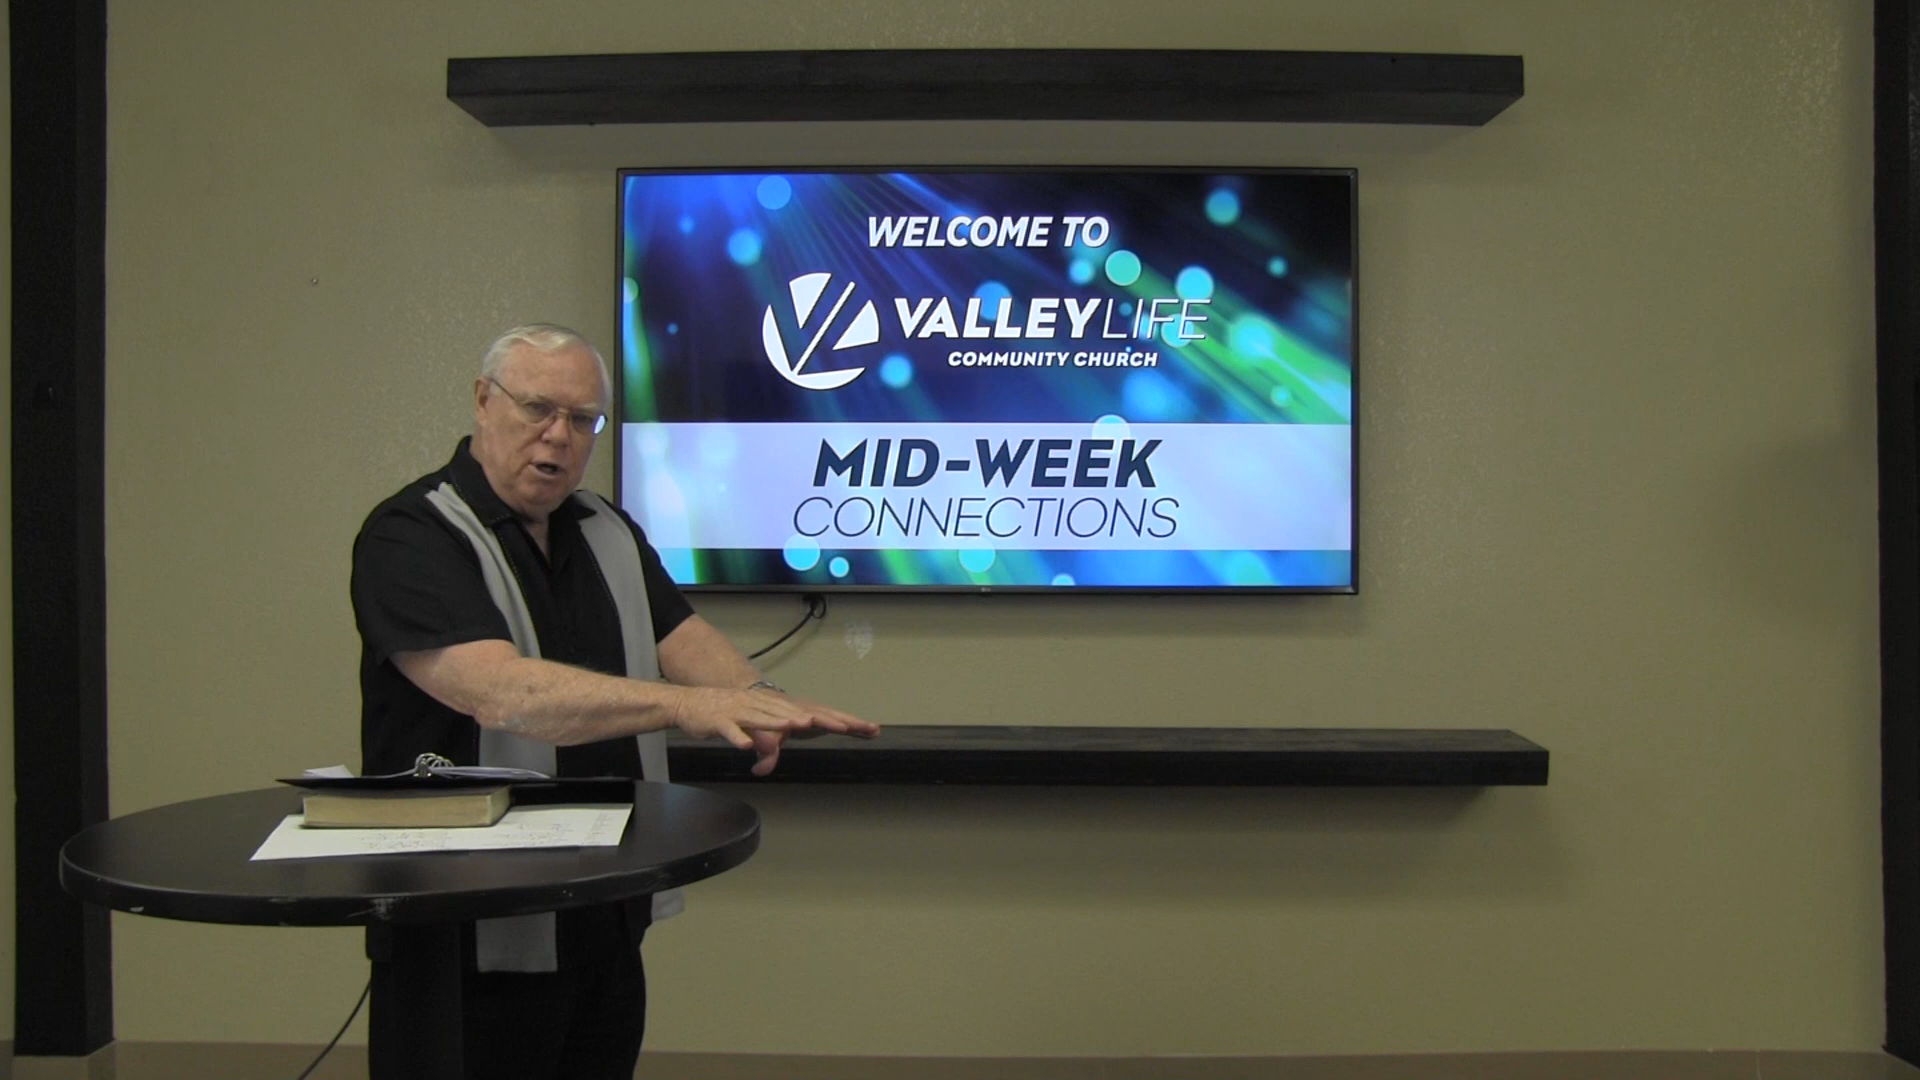 WELCOME TO
VALLEYLIFE
COMMUNITY CHURCH
MID-WEEK
CONNECTIONS